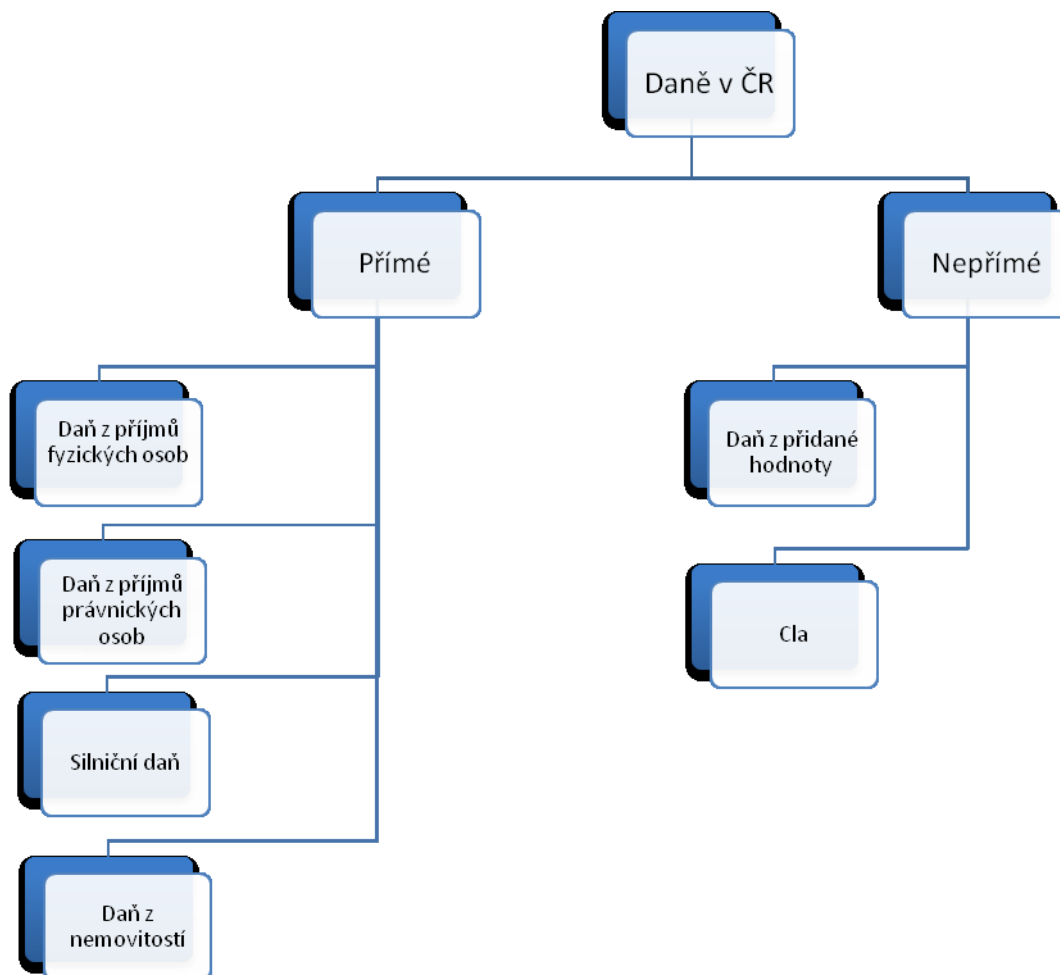 Daně v ČR
Přímé
Nepřímé
Daň z příjmů
fyzických osob
Daň z přidané
hodnoty
Daň z příjmů
právnických
osob
Cla
Silniční daň
Daň z
nemovitostí